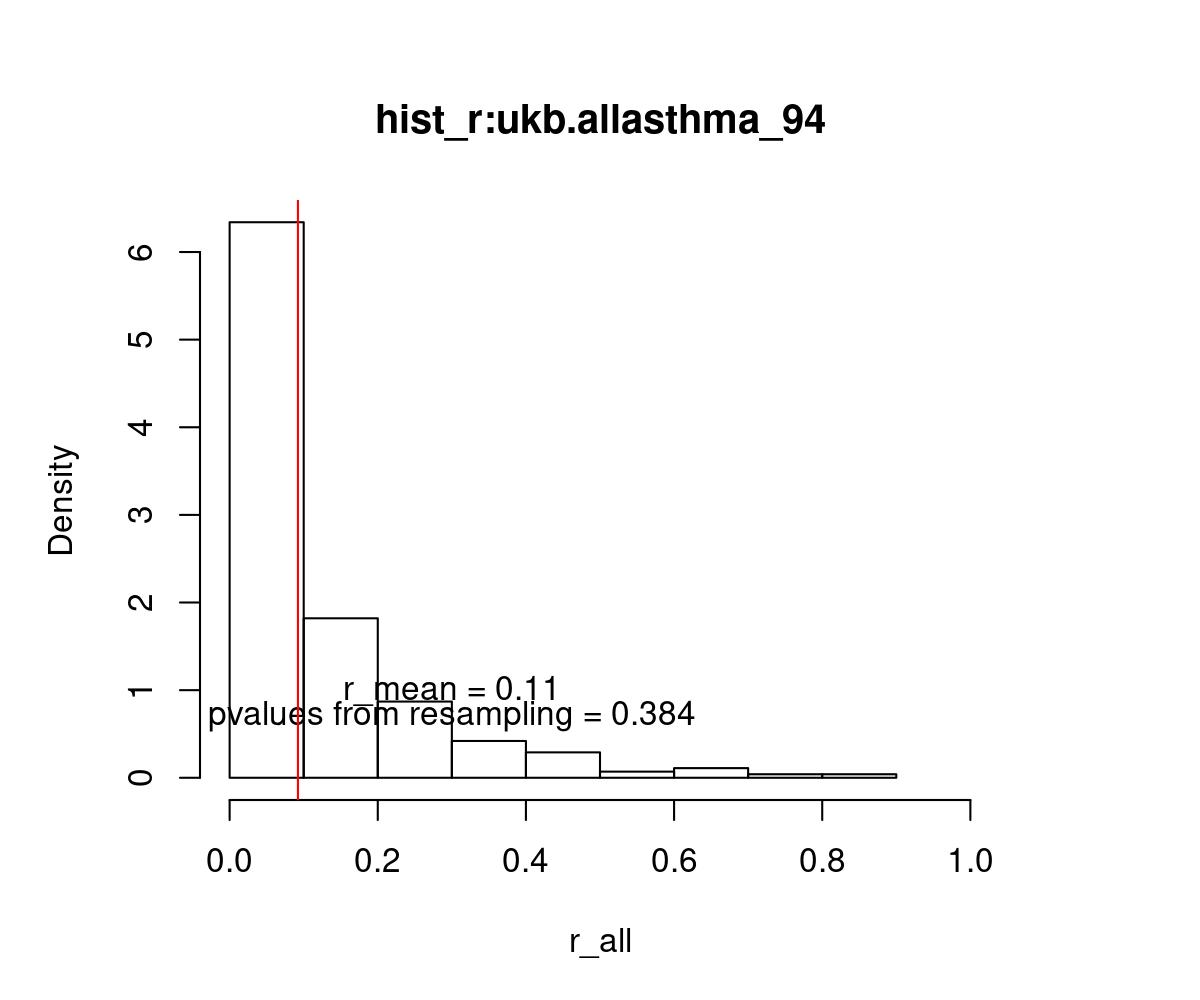 hist_r:ukb.allasthma_94
Density
6
5
4
3
2
1
0
r_mean = 0.11
pvalues from resampling = 0.384
0.0 0.2 0.4 0.6 0.8 1.0
r_all